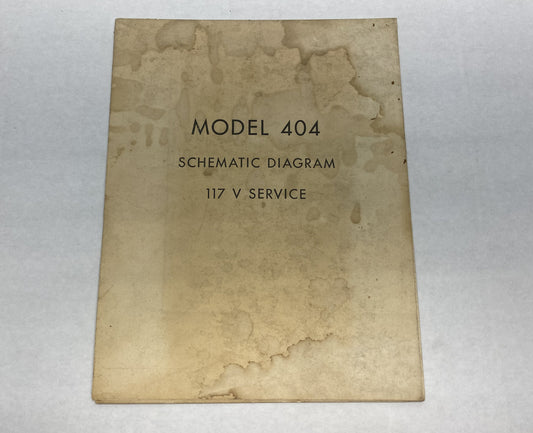 MODEL 404
SCHEMATIC DIAGRAM
117 V SERVICE